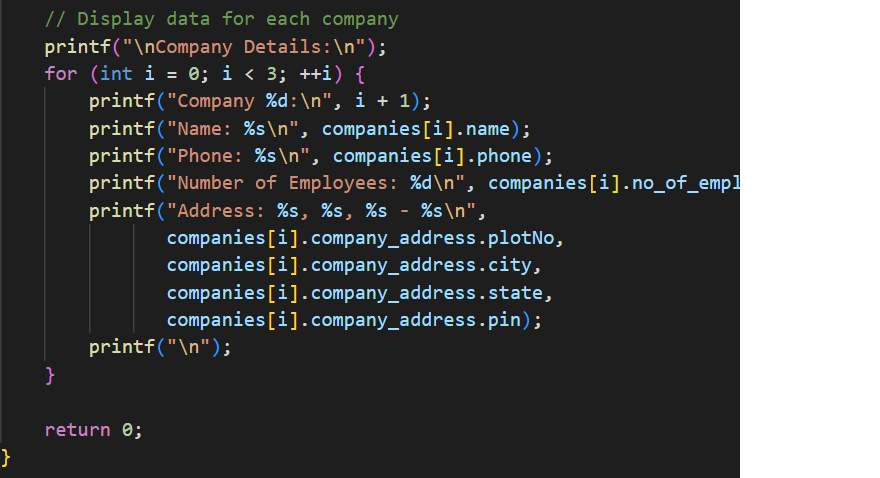 // Display data for each company
printf("\nCompany Details:\n");
for (int i = 0; i < 3; ++i) {
printf("Company %d:\n", i + 1);
printf("Name: %s\n", companies[i].name);
printf("Phone: %s\n", companies[i].phone);
printf("Number of Employees: %d\n", companies[i].no_of_empl
printf("Address: %s, %s, %s - %s\n",
companies[i].company_address.plotNo,
companies[i].company_address.city,
companies[i].company_address.state,
companies[i].company_address.pin);
printf("\n");
}
return 0;
}